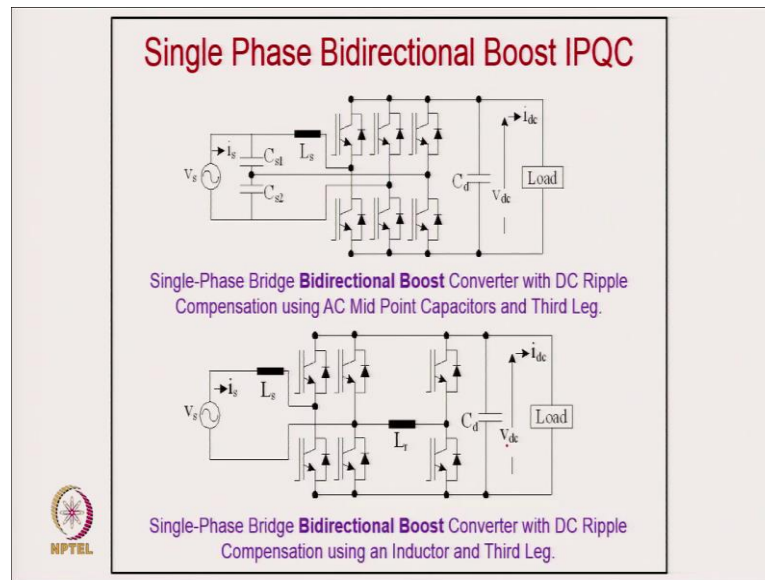 Single Phase Bidirectional Boost IPQC
is
Cs1
Ls
vs
Cs2
Cd
Vdc
idc
Load
Single-Phase Bridge Bidirectional Boost Converter with DC Ripple
Compensation using AC Mid Point Capacitors and Third Leg.
is
Ls
vs
Lr
Cd
Vdc
idc
Load
Single-Phase Bridge Bidirectional Boost Converter with DC Ripple
Compensation using an Inductor and Third Leg.
NPTEL